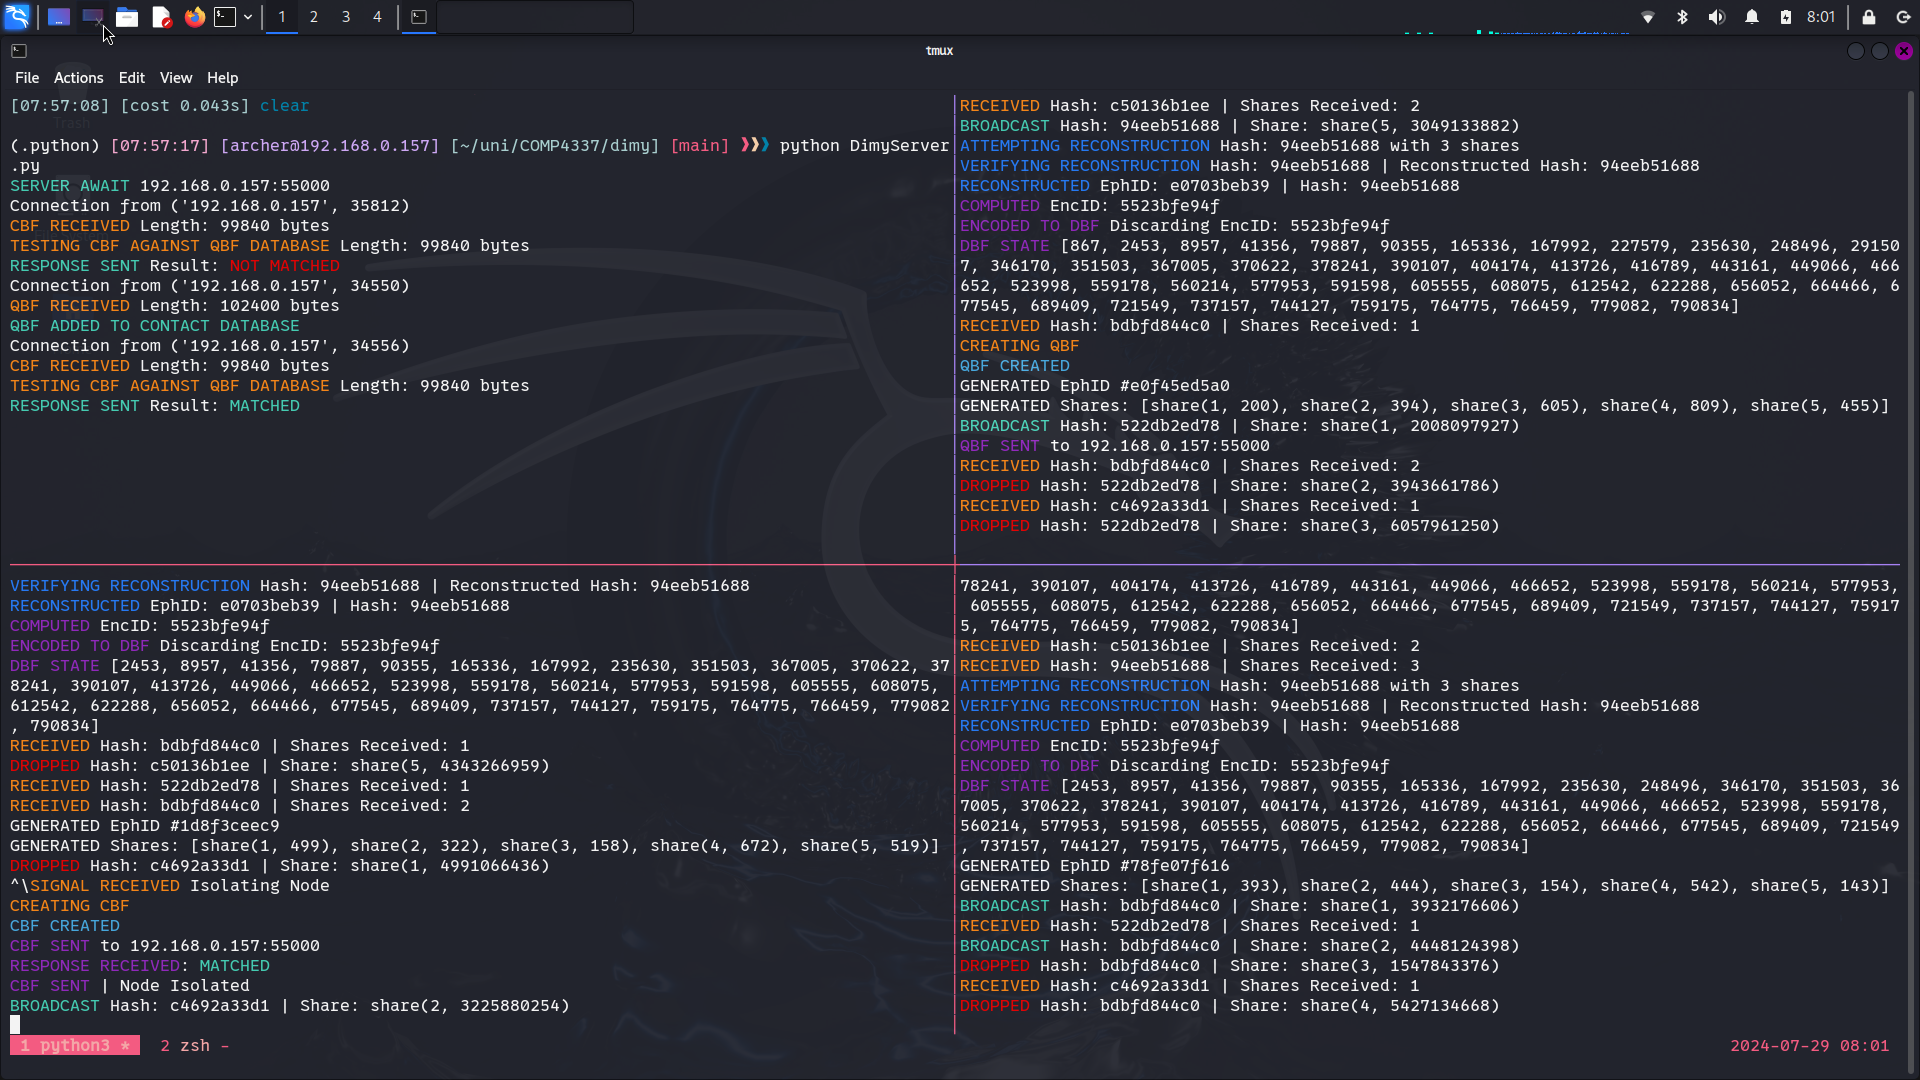 1 2 3 4 8:01
tmux
File Actions Edit View Help
Trash
[07:57:08] [cost 0.043s] clear
(.python) [07:57:17] [archer@192.168.0.157] [~/uni/COMP4337/dimy] [main] ❯❯❯ python DimyServer
.py
SERVER AWAIT 192.168.0.157:55000
Connection from ('192.168.0.157', 35812)
CBF RECEIVED Length: 99840 bytes
TESTING CBF AGAINST QBF DATABASE Length: 99840 bytes
RESPONSE SENT Result: NOT MATCHED
Connection from ('192.168.0.157', 34550)
QBF RECEIVED Length: 102400 bytes
QBF ADDED TO CONTACT DATABASE
Connection from ('192.168.0.157', 34556)
CBF RECEIVED Length: 99840 bytes
TESTING CBF AGAINST QBF DATABASE Length: 99840 bytes
RESPONSE SENT Result: MATCHED
RECEIVED Hash: c50136b1ee | Shares Received: 2
BROADCAST Hash: 94eeb51688 | Share: share(5, 3049133882)
ATTEMPTING RECONSTRUCTION Hash: 94eeb51688 with 3 shares
VERIFYING RECONSTRUCTION Hash: 94eeb51688 | Reconstructed Hash: 94eeb51688
RECONSTRUCTED EphID: e0703beb39 | Hash: 94eeb51688
COMPUTED EncID: 5523bfe94f
ENCODED TO DBF Discarding EncID: 5523bfe94f
DBF STATE [867, 2453, 8957, 41356, 79887, 90355, 165336, 167992, 227579, 235630, 248496, 29150
7, 346170, 351503, 367005, 370622, 378241, 390107, 404174, 413726, 416789, 443161, 449066, 466
652, 523998, 559178, 560214, 577953, 591598, 605555, 608075, 612542, 622288, 656052, 664466, 6
77545, 689409, 721549, 737157, 744127, 759175, 764775, 766459, 779082, 790834]
RECEIVED Hash: bdbfd844c0 | Shares Received: 1
CREATING QBF
QBF CREATED
GENERATED EphID #e0f45ed5a0
GENERATED Shares: [share(1, 200), share(2, 394), share(3, 605), share(4, 809), share(5, 455)]
BROADCAST Hash: 522db2ed78 | Share: share(1, 2008097927)
QBF SENT to 192.168.0.157:55000
RECEIVED Hash: bdbfd844c0 | Shares Received: 2
DROPPED Hash: 522db2ed78 | Share: share(2, 3943661786)
RECEIVED Hash: c4692a33d1 | Shares Received: 1
DROPPED Hash: 522db2ed78 | Share: share(3, 6057961250)
VERIFYING RECONSTRUCTION Hash: 94eeb51688 | Reconstructed Hash: 94eeb51688
RECONSTRUCTED EphID: e0703beb39 | Hash: 94eeb51688
COMPUTED EncID: 5523bfe94f
ENCODED TO DBF Discarding EncID: 5523bfe94f
DBF STATE [2453, 8957, 41356, 79887, 90355, 165336, 167992, 235630, 351503, 367005, 370622, 37
8241, 390107, 413726, 449066, 466652, 523998, 559178, 560214, 577953, 591598, 605555, 608075,
612542, 622288, 656052, 664466, 677545, 689409, 737157, 744127, 759175, 764775, 766459, 779082
, 790834]
RECEIVED Hash: bdbfd844c0 | Shares Received: 1
DROPPED Hash: c50136b1ee | Share: share(5, 4343266959)
RECEIVED Hash: 522db2ed78 | Shares Received: 1
RECEIVED Hash: bdbfd844c0 | Shares Received: 2
GENERATED EphID #1d8f3ceec9
GENERATED Shares: [share(1, 499), share(2, 322), share(3, 158), share(4, 672), share(5, 519)]
DROPPED Hash: c4692a33d1 | Share: share(1, 4991066436)
^\SIGNAL RECEIVED Isolating Node
CREATING CBF
CBF CREATED
CBF SENT to 192.168.0.157:55000
RESPONSE RECEIVED: MATCHED
CBF SENT | Node Isolated
BROADCAST Hash: c4692a33d1 | Share: share(2, 3225880254)
78241, 390107, 404174, 413726, 416789, 443161, 449066, 466652, 523998, 559178, 560214, 577953,
605555, 608075, 612542, 622288, 656052, 664466, 677545, 689409, 721549, 737157, 744127, 75917
5, 764775, 766459, 779082, 790834]
RECEIVED Hash: c50136b1ee | Shares Received: 2
RECEIVED Hash: 94eeb51688 | Shares Received: 3
ATTEMPTING RECONSTRUCTION Hash: 94eeb51688 with 3 shares
VERIFYING RECONSTRUCTION Hash: 94eeb51688 | Reconstructed Hash: 94eeb51688
RECONSTRUCTED EphID: e0703beb39 | Hash: 94eeb51688
COMPUTED EncID: 5523bfe94f
ENCODED TO DBF Discarding EncID: 5523bfe94f
DBF STATE [2453, 8957, 41356, 79887, 90355, 165336, 167992, 235630, 248496, 346170, 351503, 36
7005, 370622, 378241, 390107, 404174, 413726, 416789, 443161, 449066, 466652, 523998, 559178,
560214, 577953, 591598, 605555, 608075, 612542, 622288, 656052, 664466, 677545, 689409, 721549
, 737157, 744127, 759175, 764775, 766459, 779082, 790834]
GENERATED EphID #78fe07f616
GENERATED Shares: [share(1, 393), share(2, 444), share(3, 154), share(4, 542), share(5, 143)]
BROADCAST Hash: bdbfd844c0 | Share: share(1, 3932176606)
RECEIVED Hash: 522db2ed78 | Shares Received: 1
BROADCAST Hash: bdbfd844c0 | Share: share(2, 4448124398)
DROPPED Hash: bdbfd844c0 | Share: share(3, 1547843376)
RECEIVED Hash: c4692a33d1 | Shares Received: 1
DROPPED Hash: bdbfd844c0 | Share: share(4, 5427134668)
1 python3 * 2 zsh - 2024-07-29 08:01